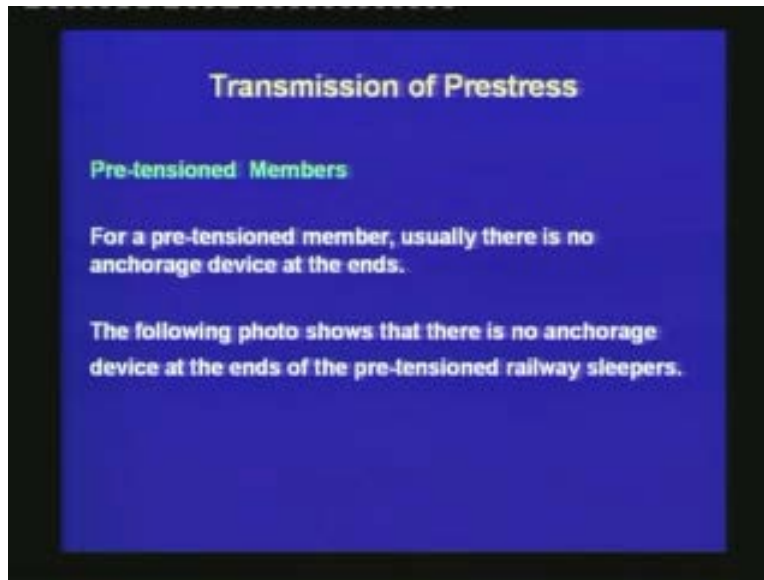 Transmission of Prestress
Pre-tensioned Members
For a pre-tensioned member, usually there is no
anchorage device at the ends.
The following photo shows that there is no anchorage
device at the ends of the pre-tensioned railway sleepers.